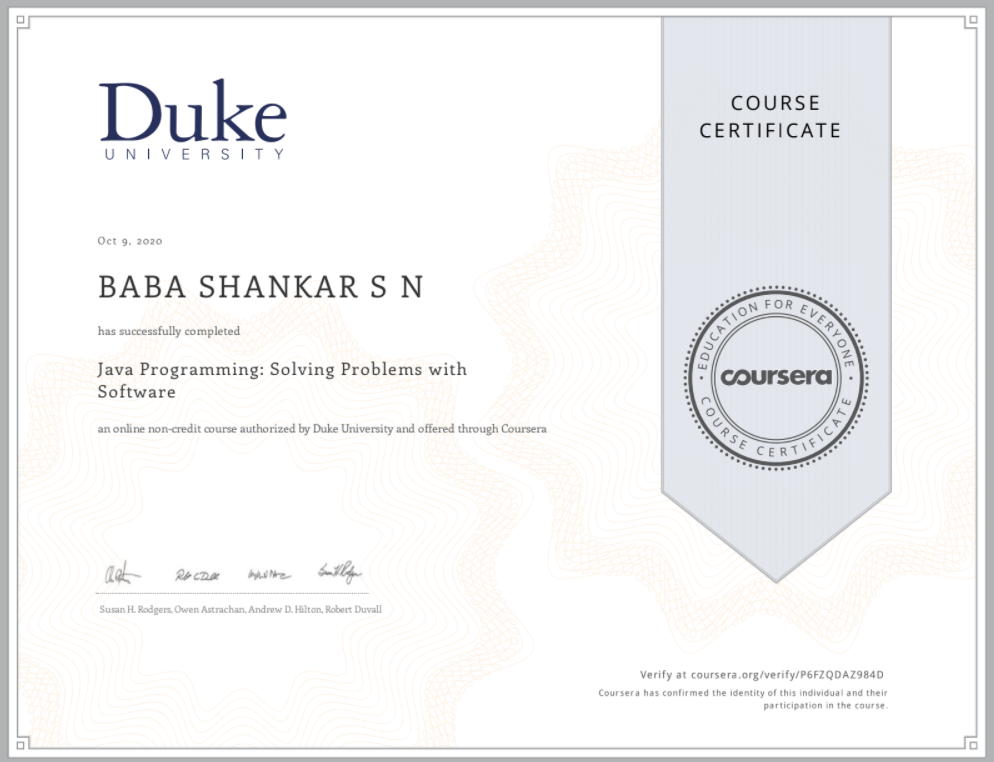 Duke
UNIVERSITY
COURSE
CERTIFICATE
Oct 9, 2020
BABA SHANKAR S N
has successfully completed
Java Programming: Solving Problems with
Software
an online non-credit course authorized by Duke University and offered through Coursera
EDUCATION FOR EVERYONE
coursera
COURSE CERTIFICATE
Susan H. Rodgers, Owen Astrachan, Andrew D. Hilton, Robert Duvall
Verify at coursera.org/verify/P6FZQDAZ984D
Coursera has confirmed the identity of this individual and their
participation in the course.